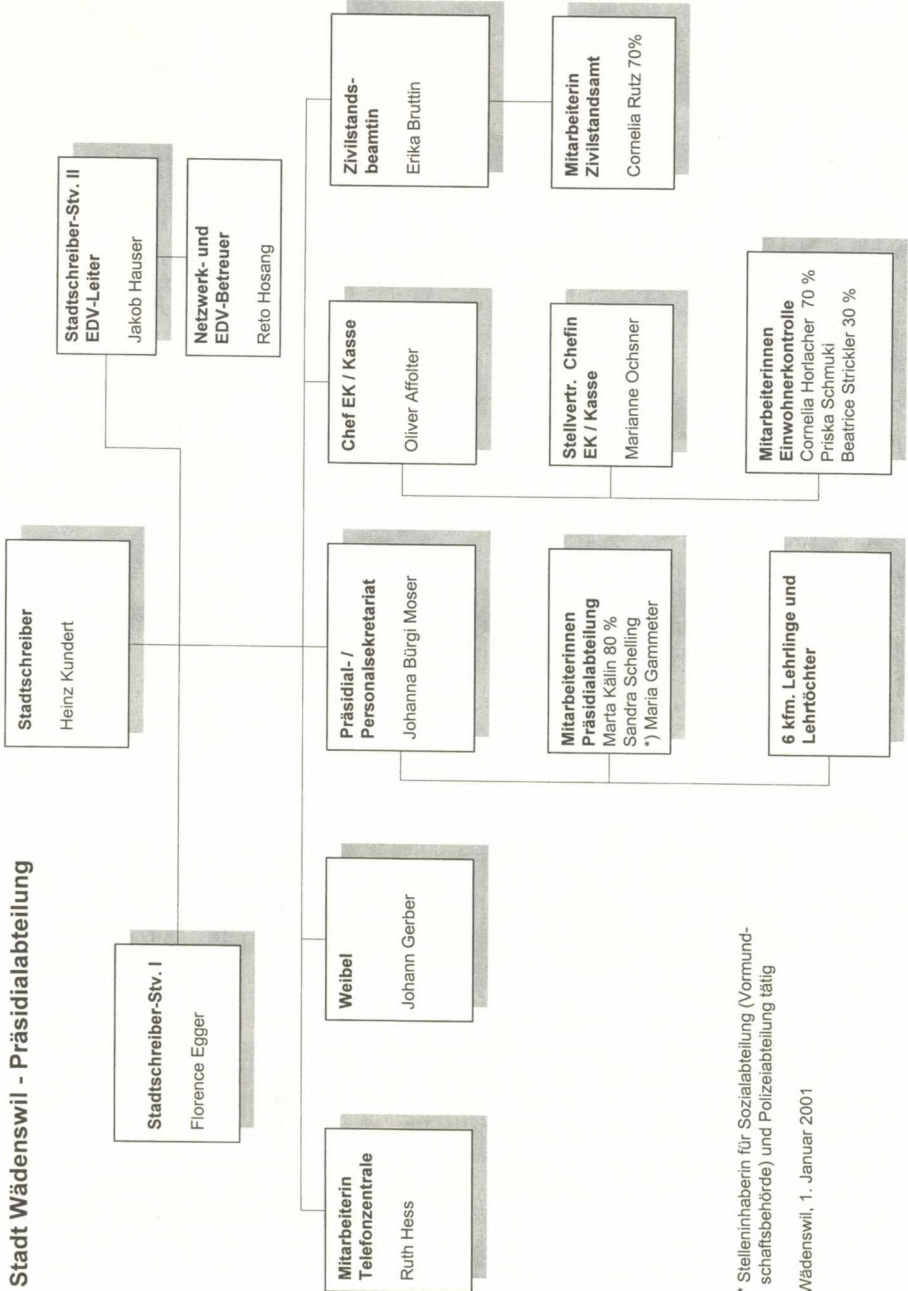 Stadt Wädenswil - Präsidialabteilung
Stadtschreiber
Heinz Kundert
Stadtschreiber-Stv. I
Florence Egger
Stadtschreiber-Stv. II
EDV-Leiter
Jakob Hauser
Netzwerk- und
EDV-Betreuer
Reto Hosang
Mitarbeiterin
Telefonzentrale
Ruth Hess
Weibel
Johann Gerber
Präsidial- /
Personalsekretariat
Johanna Bürgi Moser
Chef EK / Kasse
Oliver Affolter
Zivilstands-
beamtin
Erika Bruttin
Mitarbeiterinnen
Präsidialabteilung
Marta Kälin 80 %
Sandra Schelling
*) Maria Gammeter
Stellvertr. Chefin
EK / Kasse
Marianne Ochsner
Mitarbeiterin
Zivilstandsamt
Cornelia Rutz 70%
6 kfm. Lehrlinge und
Lehrtöchter
Mitarbeiterinnen
Einwohnerkontrolle
Cornelia Horlacher 70 %
Priska Schmuki
Beatrice Strickler 30 %
* Stelleninhaberin für Sozialabteilung (Vormund-
schaftsbehörde) und Polizeiabteilung tätig
Wädenswil, 1. Januar 2001